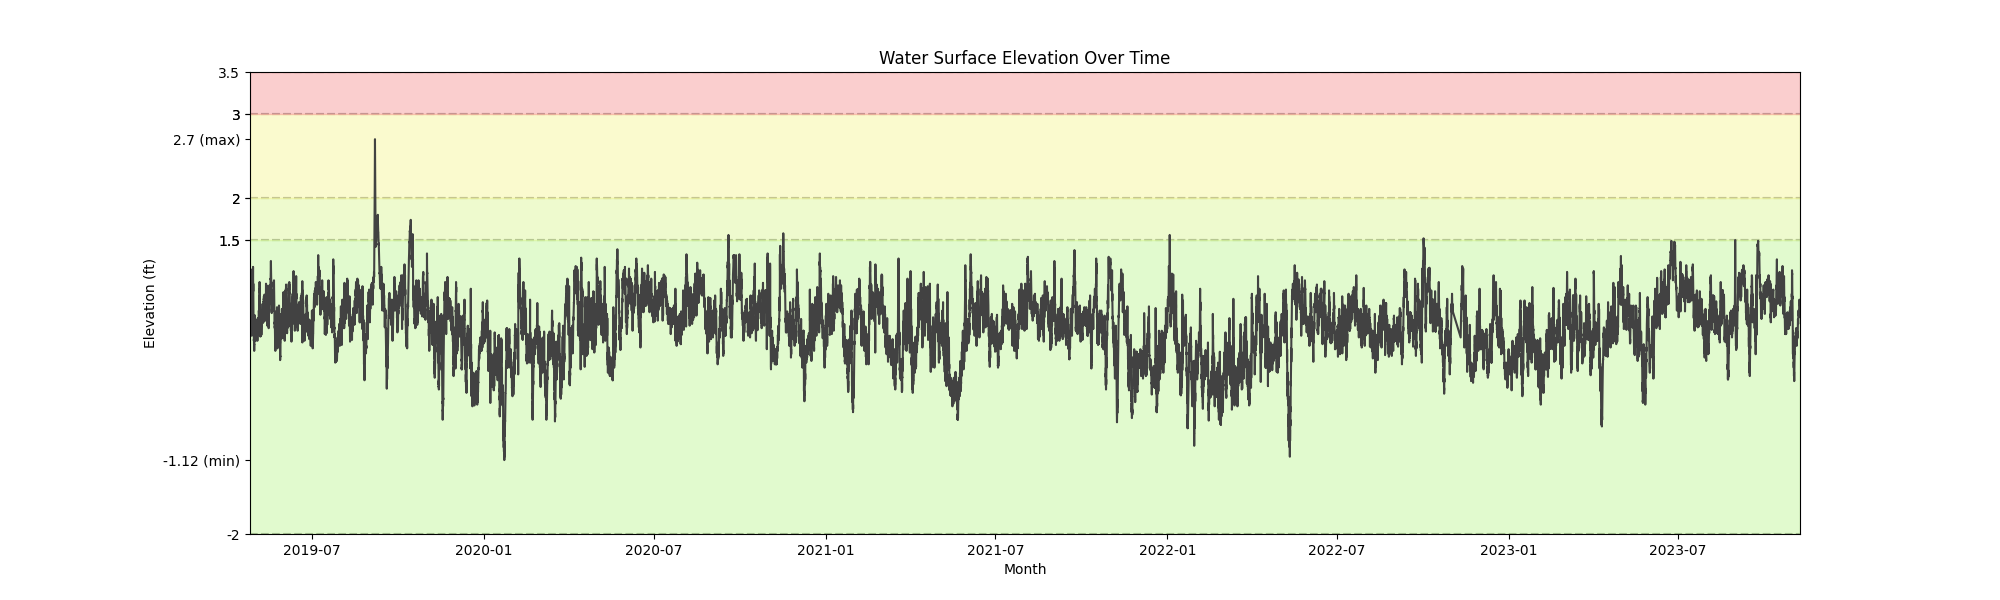 Water Surface Elevation Over Time
3.5
3
2.7 (max)
2
1.5
Elevation (ft)
-1.12 (min)
-2
2019-07 2020-01 2020-07 2021-01 2021-07 2022-01 2022-07 2023-01 2023-07
Month